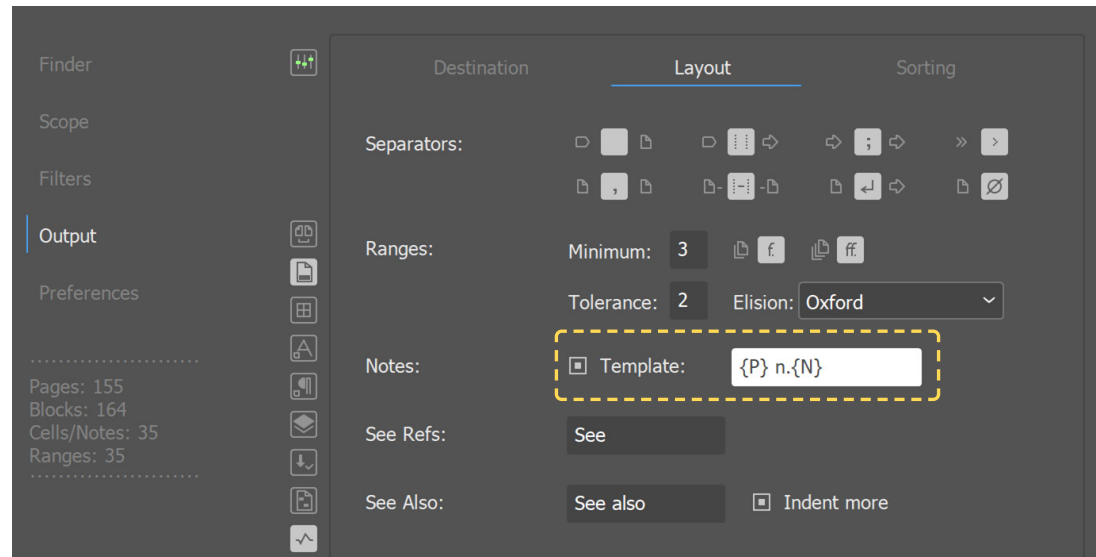 Finder
Scope
Filters
Output
Preferences
Pages: 155
Blocks: 164
Cells/Notes: 35
Ranges: 35
Destination Layout Sorting
Separators:
; >
, - ↵ Ø
Ranges: Minimum: 3 f. ff.
Tolerance: 2 Elision: Oxford
Notes: Template: {P} n.{N}
See Refs: See
See Also: See also Indent more